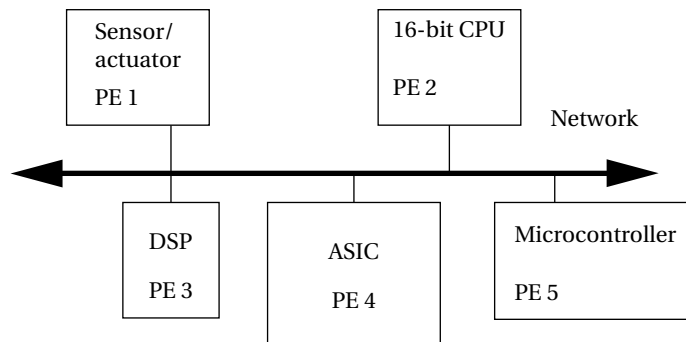 Sensor/
actuator
PE 1
16-bit CPU
PE 2
Network
DSP
PE 3
ASIC
PE 4
Microcontroller
PE 5